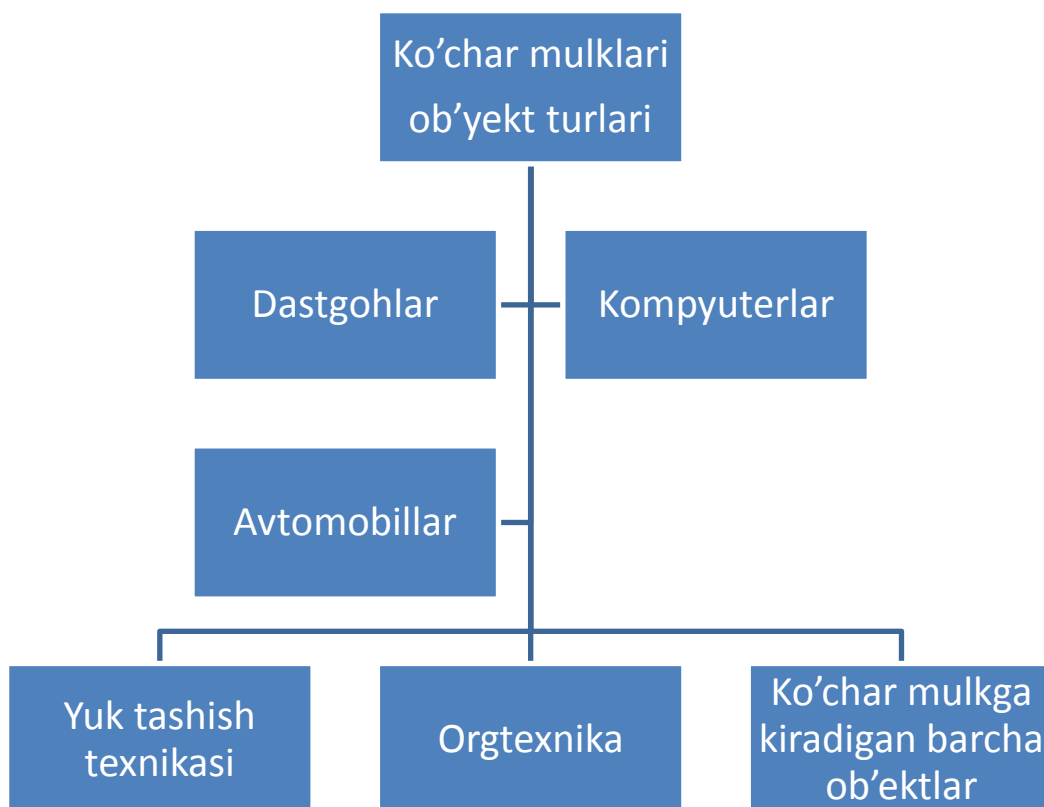 Ko’char mulklari
ob’yekt turlari
Dastgohlar
Kompyuterlar
Avtomobillar
Yuk tashish
texnikasi
Orgtexnika
Ko’char mulkga
kiradigan barcha
ob’ektlar